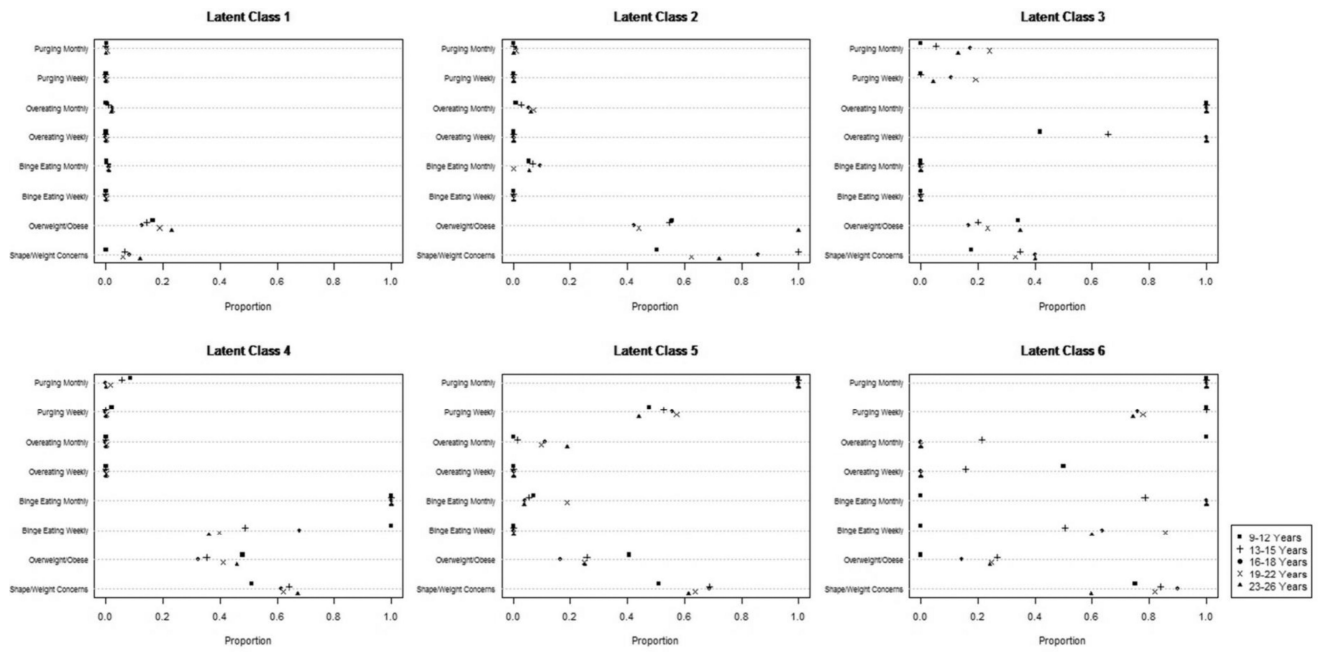 Latent Class 1
Purging Monthly
Purging Weekly
Overeating Monthly
Overeating Weekly
Binge Eating Monthly
Binge Eating Weekly
Overweight/Obese
Shape/Weight Concerns
0.0 0.2 0.4 0.6 0.8 1.0
Proportion
Latent Class 2
Purging Monthly
Purging Weekly
Overeating Monthly
Overeating Weekly
Binge Eating Monthly
Binge Eating Weekly
Overweight/Obese
Shape/Weight Concerns
0.0 0.2 0.4 0.6 0.8 1.0
Proportion
Latent Class 3
Purging Monthly
Purging Weekly
Overeating Monthly
Overeating Weekly
Binge Eating Monthly
Binge Eating Weekly
Overweight/Obese
Shape/Weight Concerns
0.0 0.2 0.4 0.6 0.8 1.0
Proportion
Latent Class 4
Purging Monthly
Purging Weekly
Overeating Monthly
Overeating Weekly
Binge Eating Monthly
Binge Eating Weekly
Overweight/Obese
Shape/Weight Concerns
0.0 0.2 0.4 0.6 0.8 1.0
Proportion
Latent Class 5
Purging Monthly
Purging Weekly
Overeating Monthly
Overeating Weekly
Binge Eating Monthly
Binge Eating Weekly
Overweight/Obese
Shape/Weight Concerns
0.0 0.2 0.4 0.6 0.8 1.0
Proportion
Latent Class 6
Purging Monthly
Purging Weekly
Overeating Monthly
Overeating Weekly
Binge Eating Monthly
Binge Eating Weekly
Overweight/Obese
Shape/Weight Concerns
0.0 0.2 0.4 0.6 0.8 1.0
Proportion
9-12 Years
13-15 Years
16-18 Years
19-22 Years
23-26 Years